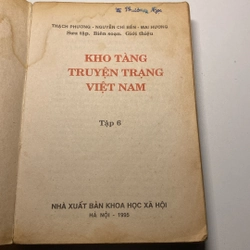 THẠCH PHƯƠNG - NGUYỄN CHÍ BỀN - MAI HƯƠNG
Sưu tập, Biên soạn, Giới thiệu
KHO TÀNG
TRUYỆN TRẠNG
VIỆT NAM
Tập 6
NHÀ XUẤT BẢN KHOA HỌC XÃ HỘI
HÀ NỘI - 1995